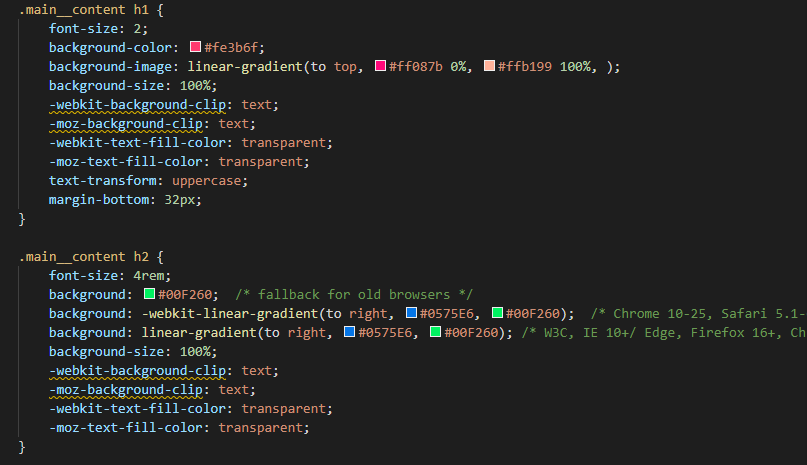 .main__content h1 {
font-size: 2;
background-color: #fe3b6f;
background-image: linear-gradient(to top, #ff087b 0%, #ffb199 100%, );
background-size: 100%;
-webkit-background-clip: text;
-moz-background-clip: text;
-webkit-text-fill-color: transparent;
-moz-text-fill-color: transparent;
text-transform: uppercase;
margin-bottom: 32px;
}
.main__content h2 {
font-size: 4rem;
background: #00F260;  /* fallback for old browsers */
background: -webkit-linear-gradient(to right, #0575E6, #00F260);  /* Chrome 10-25, Safari 5.1-
background: linear-gradient(to right, #0575E6, #00F260); /* W3C, IE 10+/ Edge, Firefox 16+, Ch
background-size: 100%;
-webkit-background-clip: text;
-moz-background-clip: text;
-webkit-text-fill-color: transparent;
-moz-text-fill-color: transparent;
}